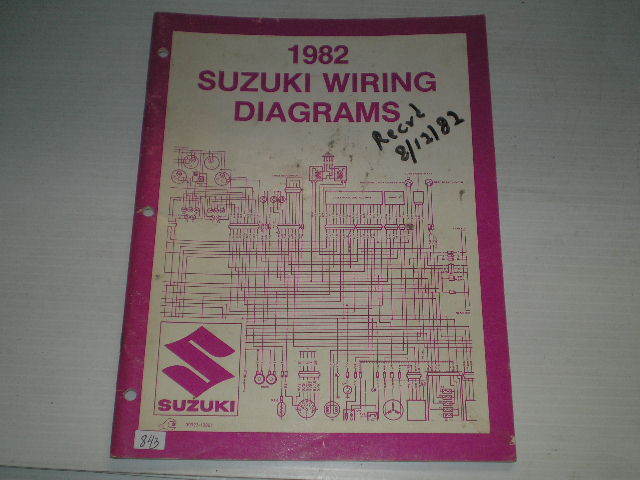 1982
SUZUKI WIRING
DIAGRAMS
Recvd
8/12/82
SUZUKI
843